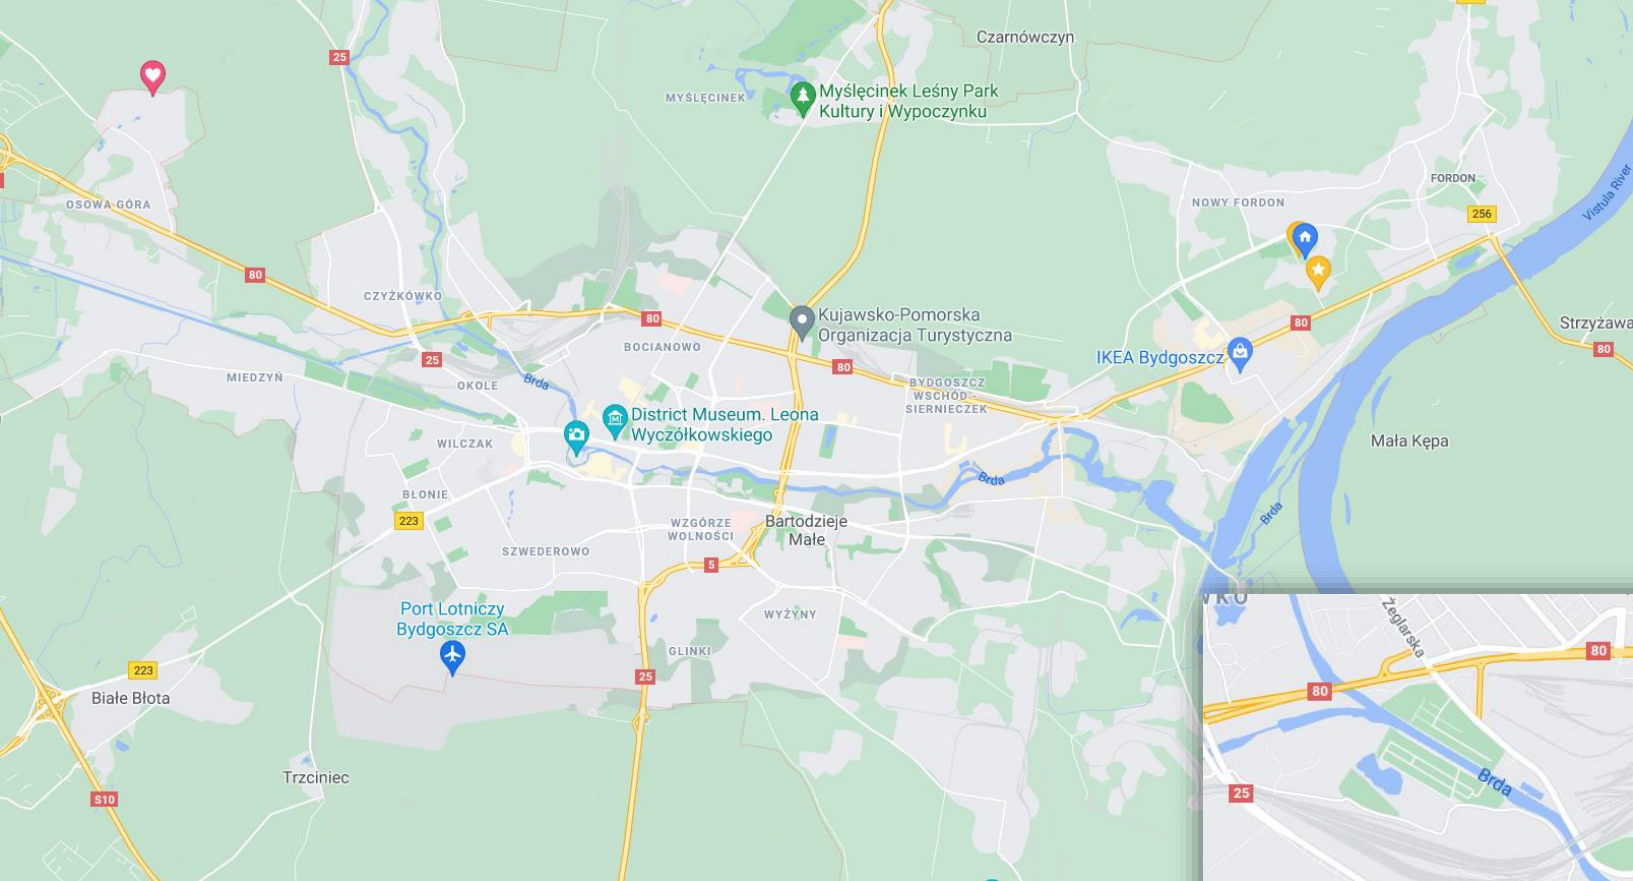 Czarnówczyn
25
MYŚLĘCINEK
Myślęcinek Leśny Park
Kultury i Wypoczynku
FORDON
Vistula River
OSOWA GÓRA
NOWY FORDON
256
80
CZYŻKÓWKO
80
Kujawsko-Pomorska
Organizacja Turystyczna
80
Strzyżawa
80
25
BOCIANOWO
80
IKEA Bydgoszcz
MIEDZYŃ
OKOLE
Brda
BYDGOSZCZ
WSCHÓD -
SIERNIECZEK
District Museum. Leona
Wyczółkowskiego
WILCZAK
Mała Kępa
BŁONIE
Brda
Brda
223
WZGÓRZE
WOLNOŚCI
Bartodzieje
Małe
SZWEDEROWO
5
Port Lotniczy
Bydgoszcz SA
WYŻYNY
GLINKI
223
25
Białe Błota
Trzciniec
S10
WKO
Żeglarska
80
80
Brda
25